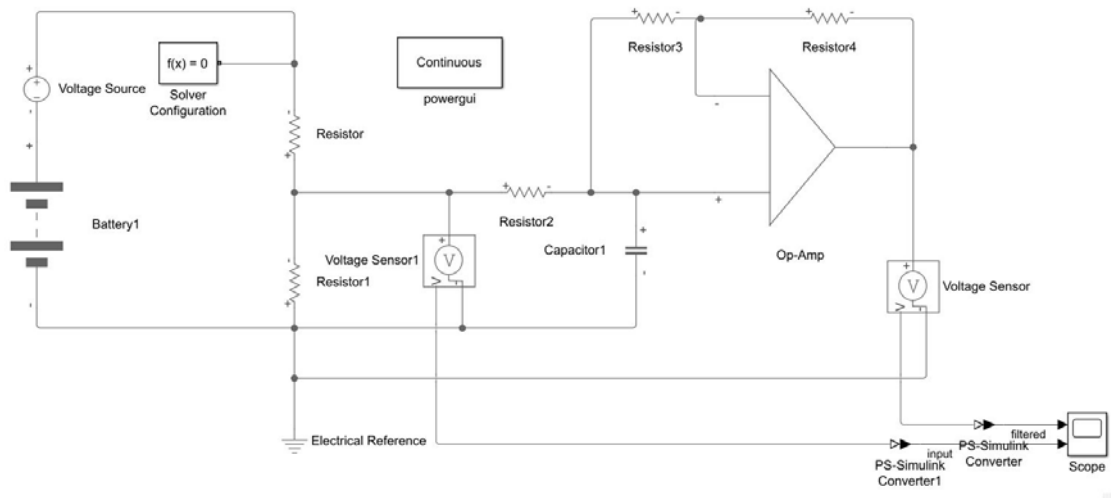 Resistor3
Resistor4
f(x) = 0
Continuous
Voltage Source
Solver
Configuration
powergui
Resistor
Battery1
Resistor2
Voltage Sensor1
V
V
Capacitor1
Op-Amp
Resistor1
V
V
Voltage Sensor
Electrical Reference
filtered
input
PS-Simulink
Converter
PS-Simulink
Converter1
Scope